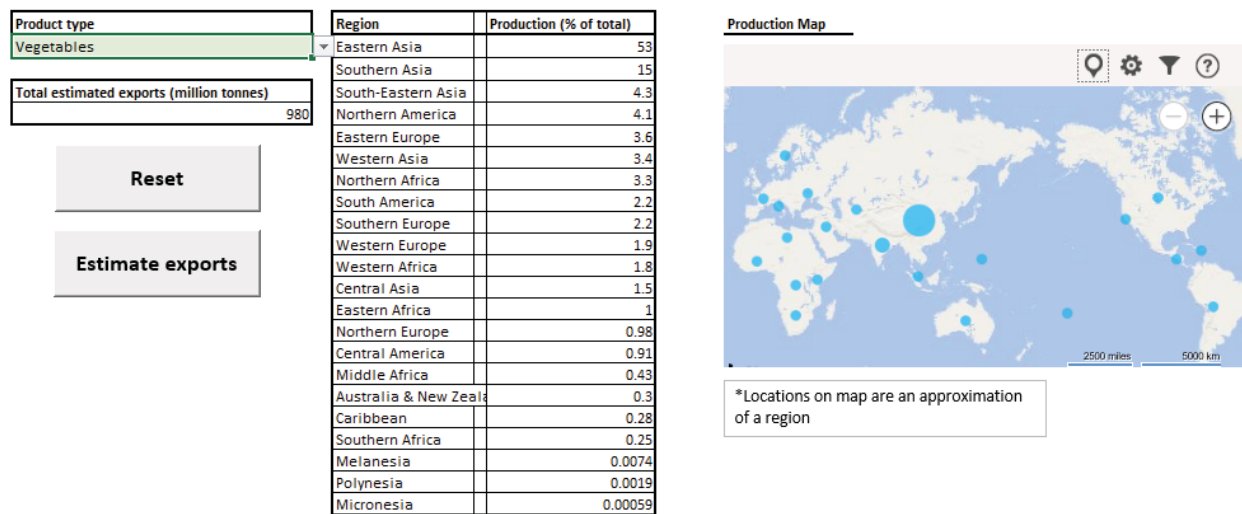 Product type
Vegetables
Total estimated exports (million tonnes)
980
Reset
Estimate exports
Region Production (% of total)
Eastern Asia 53
Southern Asia 15
South-Eastern Asia 4.3
Northern America 4.1
Eastern Europe 3.6
Western Asia 3.4
Northern Africa 3.3
South America 2.2
Southern Europe 2.2
Western Europe 1.9
Western Africa 1.8
Central Asia 1.5
Eastern Africa 1
Northern Europe 0.98
Central America 0.91
Middle Africa 0.43
Australia & New Zeala 0.3
Caribbean 0.28
Southern Africa 0.25
Melanesia 0.0074
Polynesia 0.0019
Micronesia 0.00059
Production Map
?
2500 miles 5000 km
*Locations on map are an approximation
of a region